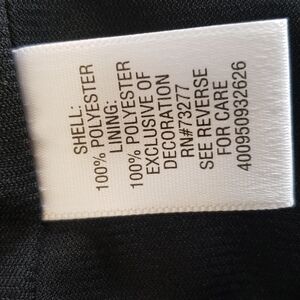 SHELL:
100% POLYESTER
LINING:
100% POLYESTER
EXCLUSIVE OF
DECORATION
RN#73277
SEE REVERSE
FOR CARE
400950932626